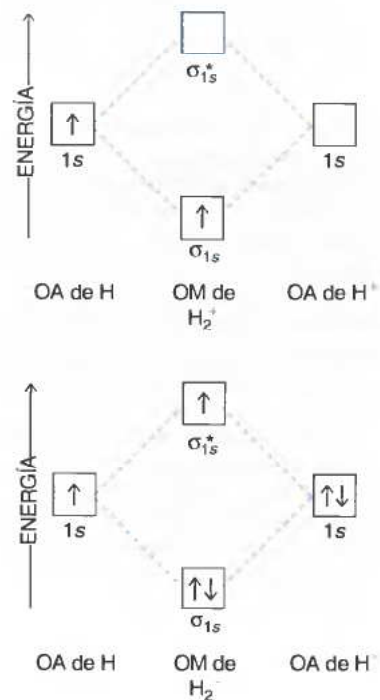 ENERGÍA
σ*1s
↑
1s
1s
↑
σ1s
OA de H OM de H2+ OA de H+
ENERGÍA
↑
σ*1s
↑
1s
↑↓
1s
↑↓
σ1s
OA de H OM de H2- OA de H-